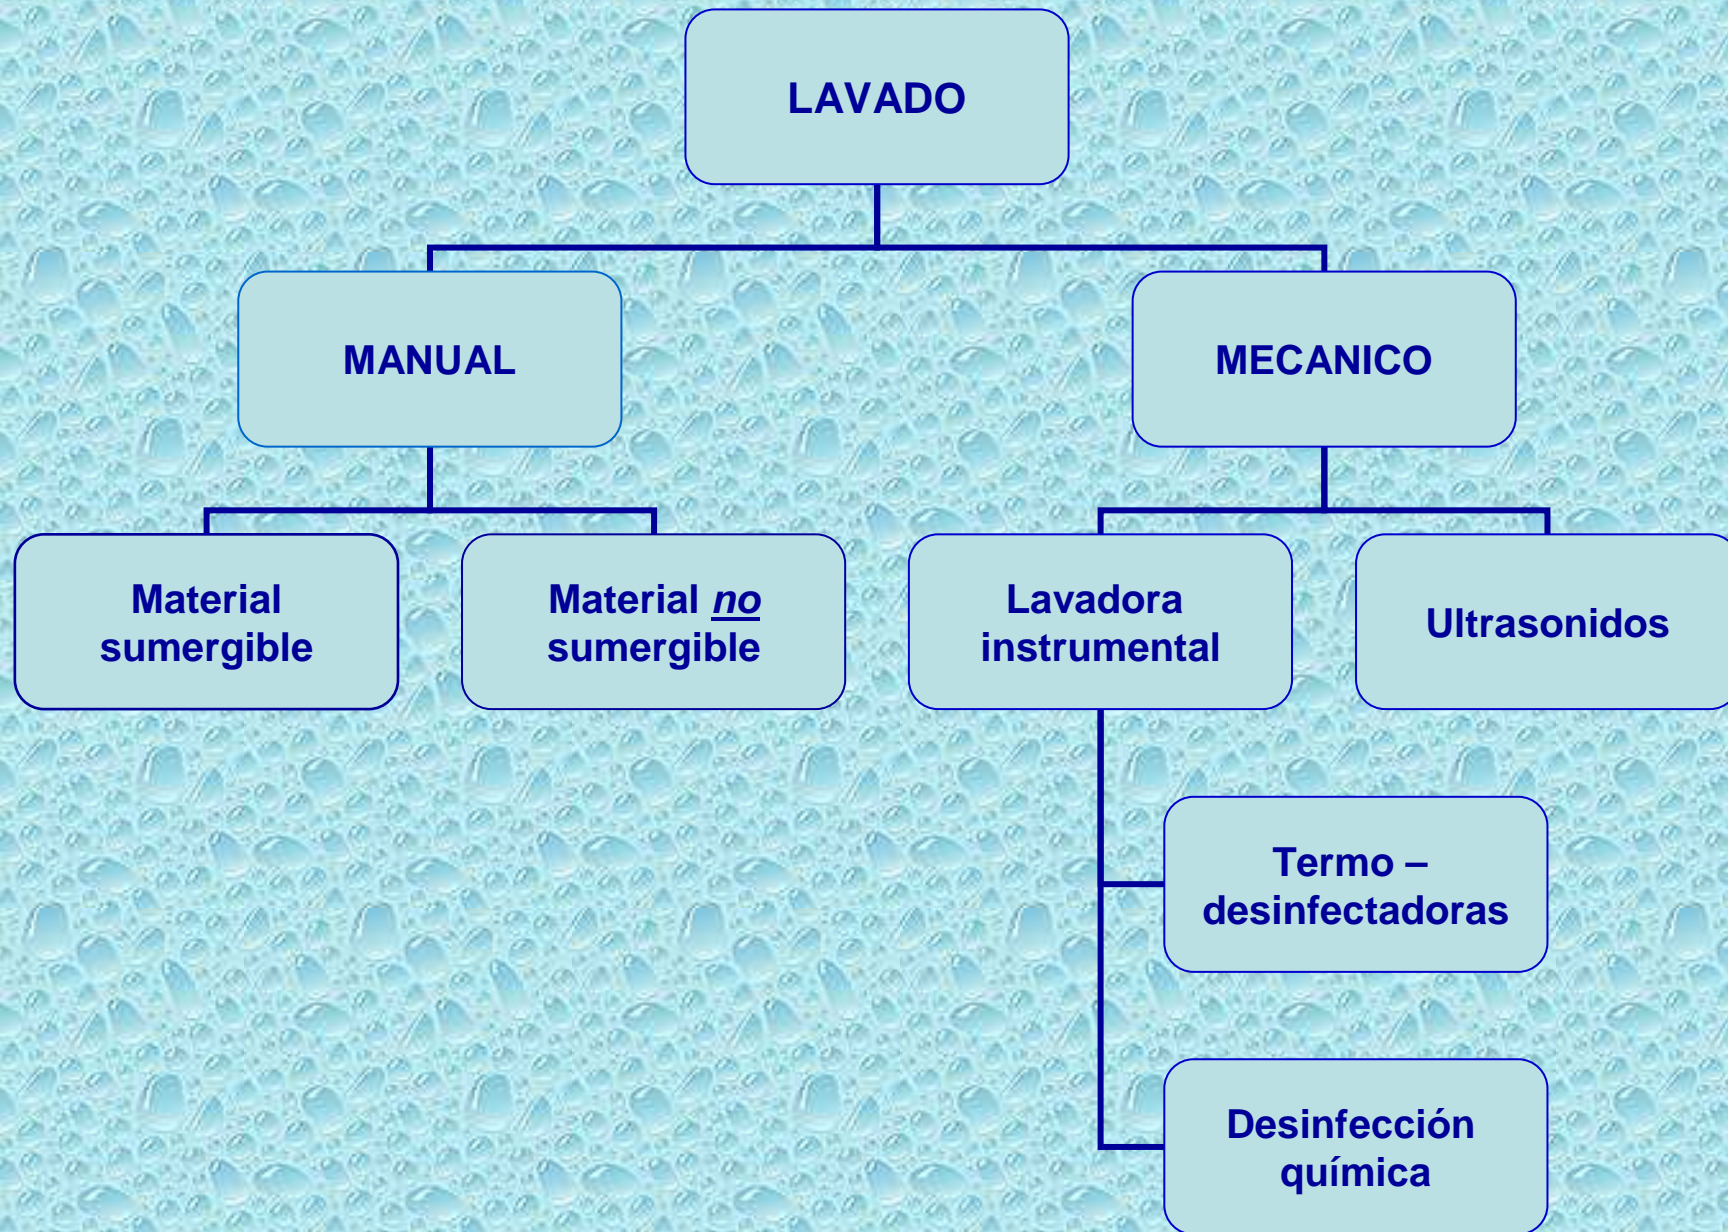 LAVADO
MANUAL
MECANICO
Material
sumergible
Material no
sumergible
Lavadora
instrumental
Ultrasonidos
Termo –
desinfectadoras
Desinfección
química